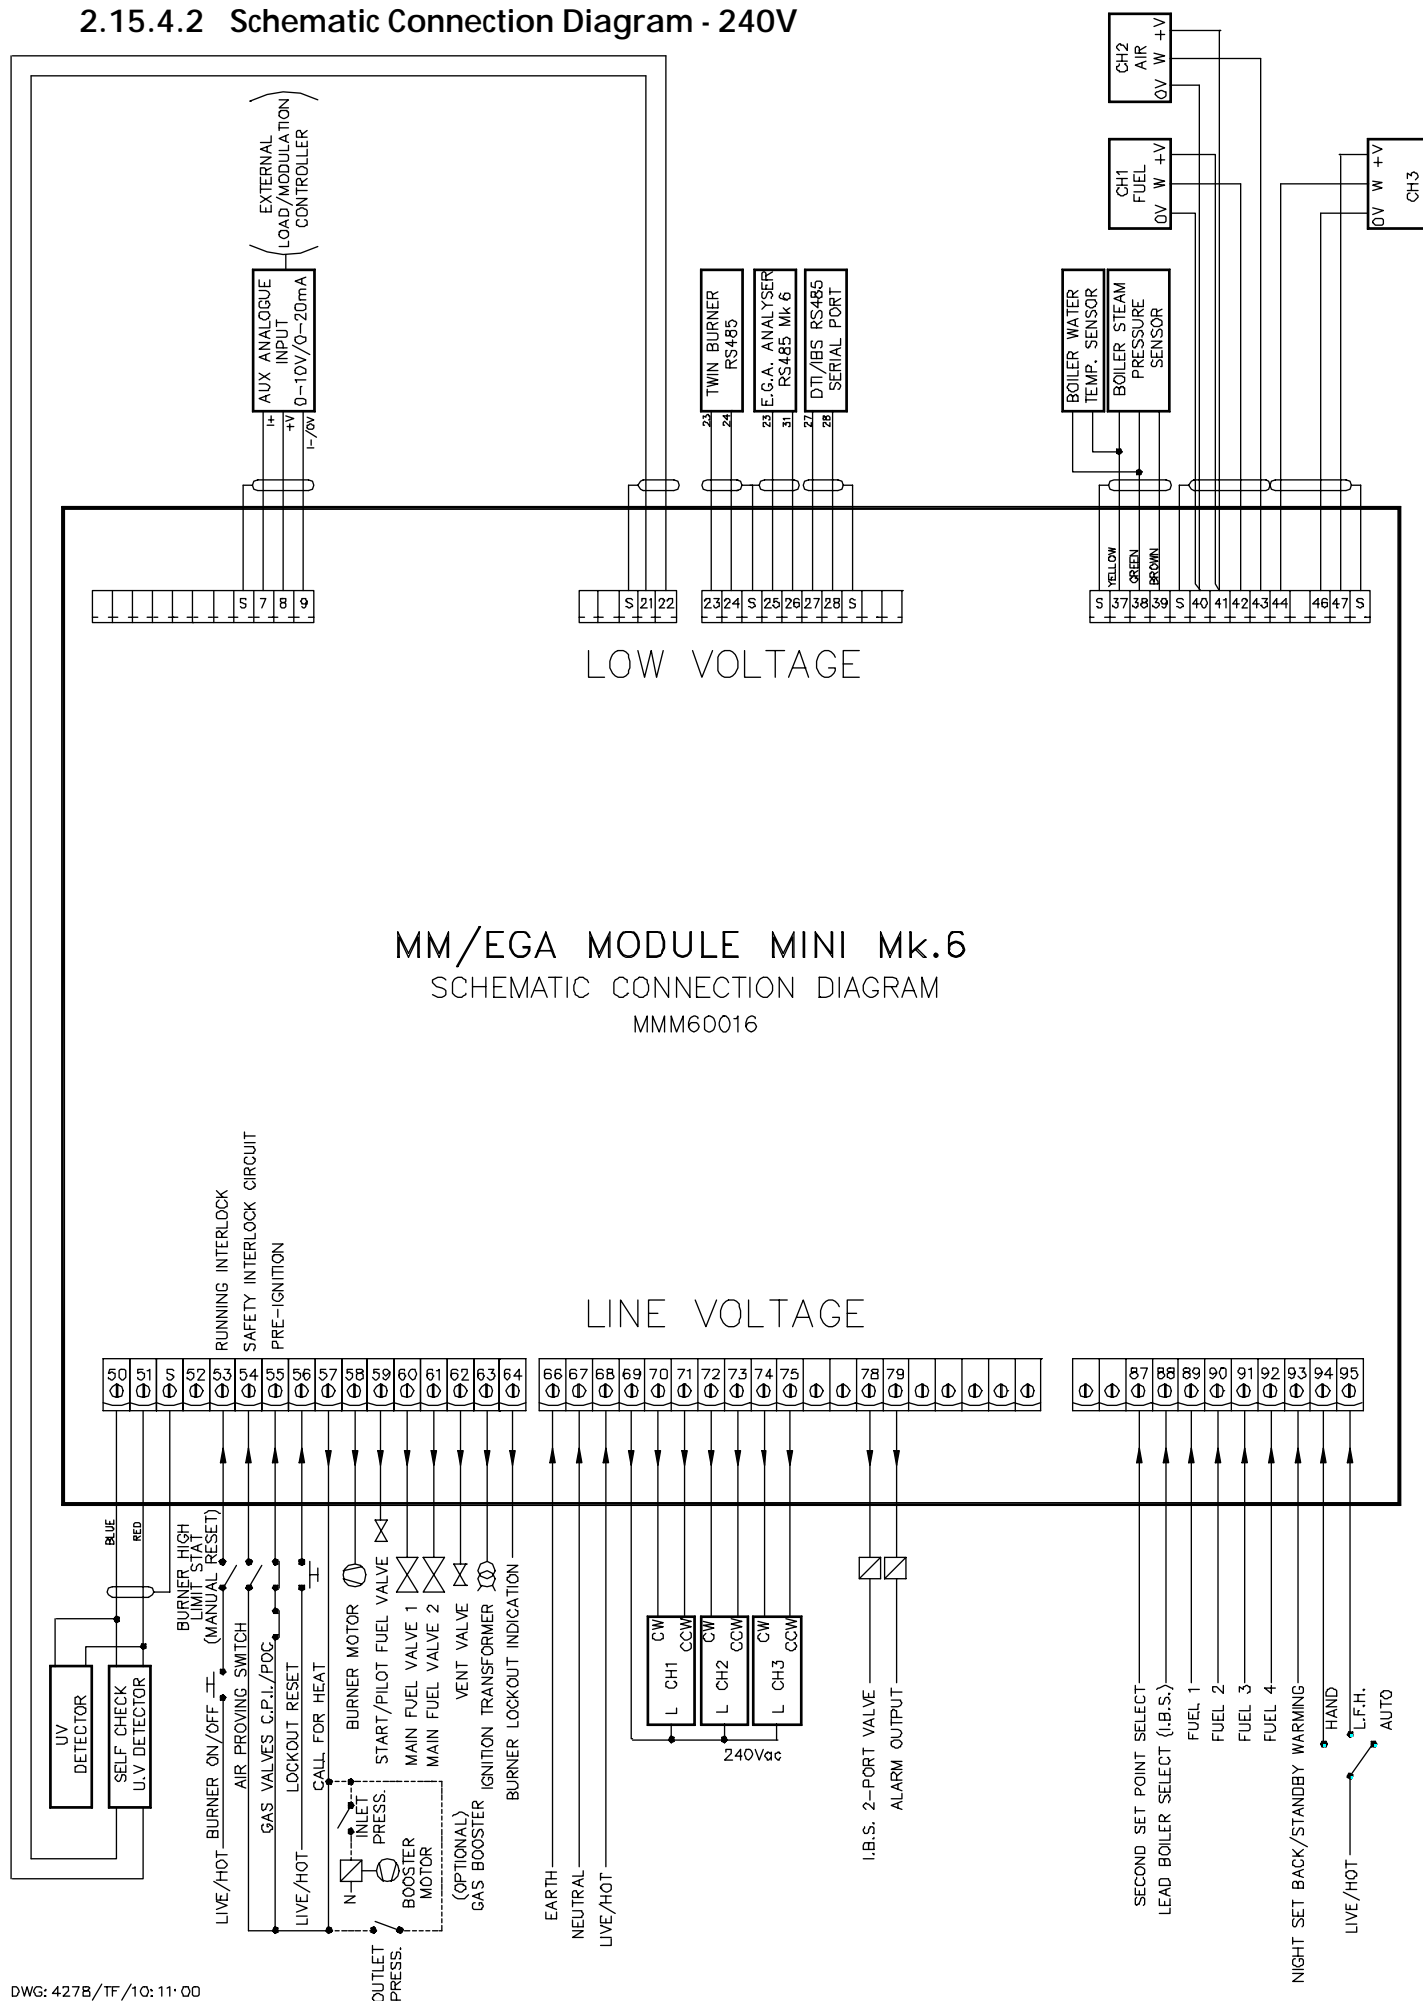 2.15.4.2 Schematic Connection Diagram - 240V
CH2
AIR
0V W +V
CH1
FUEL
0V W +V
CH3
0V W +V
EXTERNAL
LOAD/MODULATION
CONTROLLER
AUX ANALOGUE
INPUT
0-10V/0-20mA
I+
+V
I-/0V
TWIN BURNER
RS485
23
24
E.G.A. ANALYSER
RS485 Mk 6
23
31
DTI/IBS RS485
SERIAL PORT
27
28
BOILER WATER
TEMP. SENSOR
BOILER STEAM
PRESSURE
SENSOR
YELLOW
GREEN
BROWN
S 7 8 9
S 21 22
23 24 S 25 26 27 28 S
S 37 38 39 S 40 41 42 43 44 46 47 S
LOW VOLTAGE
MM/EGA MODULE MINI Mk.6
SCHEMATIC CONNECTION DIAGRAM
MMM60016
RUNNING INTERLOCK
SAFETY INTERLOCK CIRCUIT
PRE-IGNITION
LINE VOLTAGE
50 51 S 52 53 54 55 56 57 58 59 60 61 62 63 64
66 67 68 69 70 71 72 73 74 75 78 79
87 88 89 90 91 92 93 94 95
BLUE
RED
UV
DETECTOR
SELF CHECK
U.V DETECTOR
BURNER HIGH
LIMIT STAT
(MANUAL RESET)
LIVE/HOT
BURNER ON/OFF
AIR PROVING SWITCH
GAS VALVES C.P.I./POC
LOCKOUT RESET
LIVE/HOT
CALL FOR HEAT
INLET
PRESS.
N
BOOSTER
MOTOR
OUTLET
PRESS.
(OPTIONAL)
GAS BOOSTER
BURNER MOTOR
START/PILOT FUEL VALVE
MAIN FUEL VALVE 1
MAIN FUEL VALVE 2
VENT VALVE
IGNITION TRANSFORMER
BURNER LOCKOUT INDICATION
EARTH
NEUTRAL
LIVE/HOT
CW
CCW
L CH1
CW
CCW
L CH2
CW
CCW
L CH3
240Vac
I.B.S. 2-PORT VALVE
ALARM OUTPUT
SECOND SET POINT SELECT
LEAD BOILER SELECT (I.B.S.)
FUEL 1
FUEL 2
FUEL 3
FUEL 4
NIGHT SET BACK/STANDBY WARMING
HAND
L.F.H.
AUTO
LIVE/HOT
DWG: 427B/TF/10:11·00